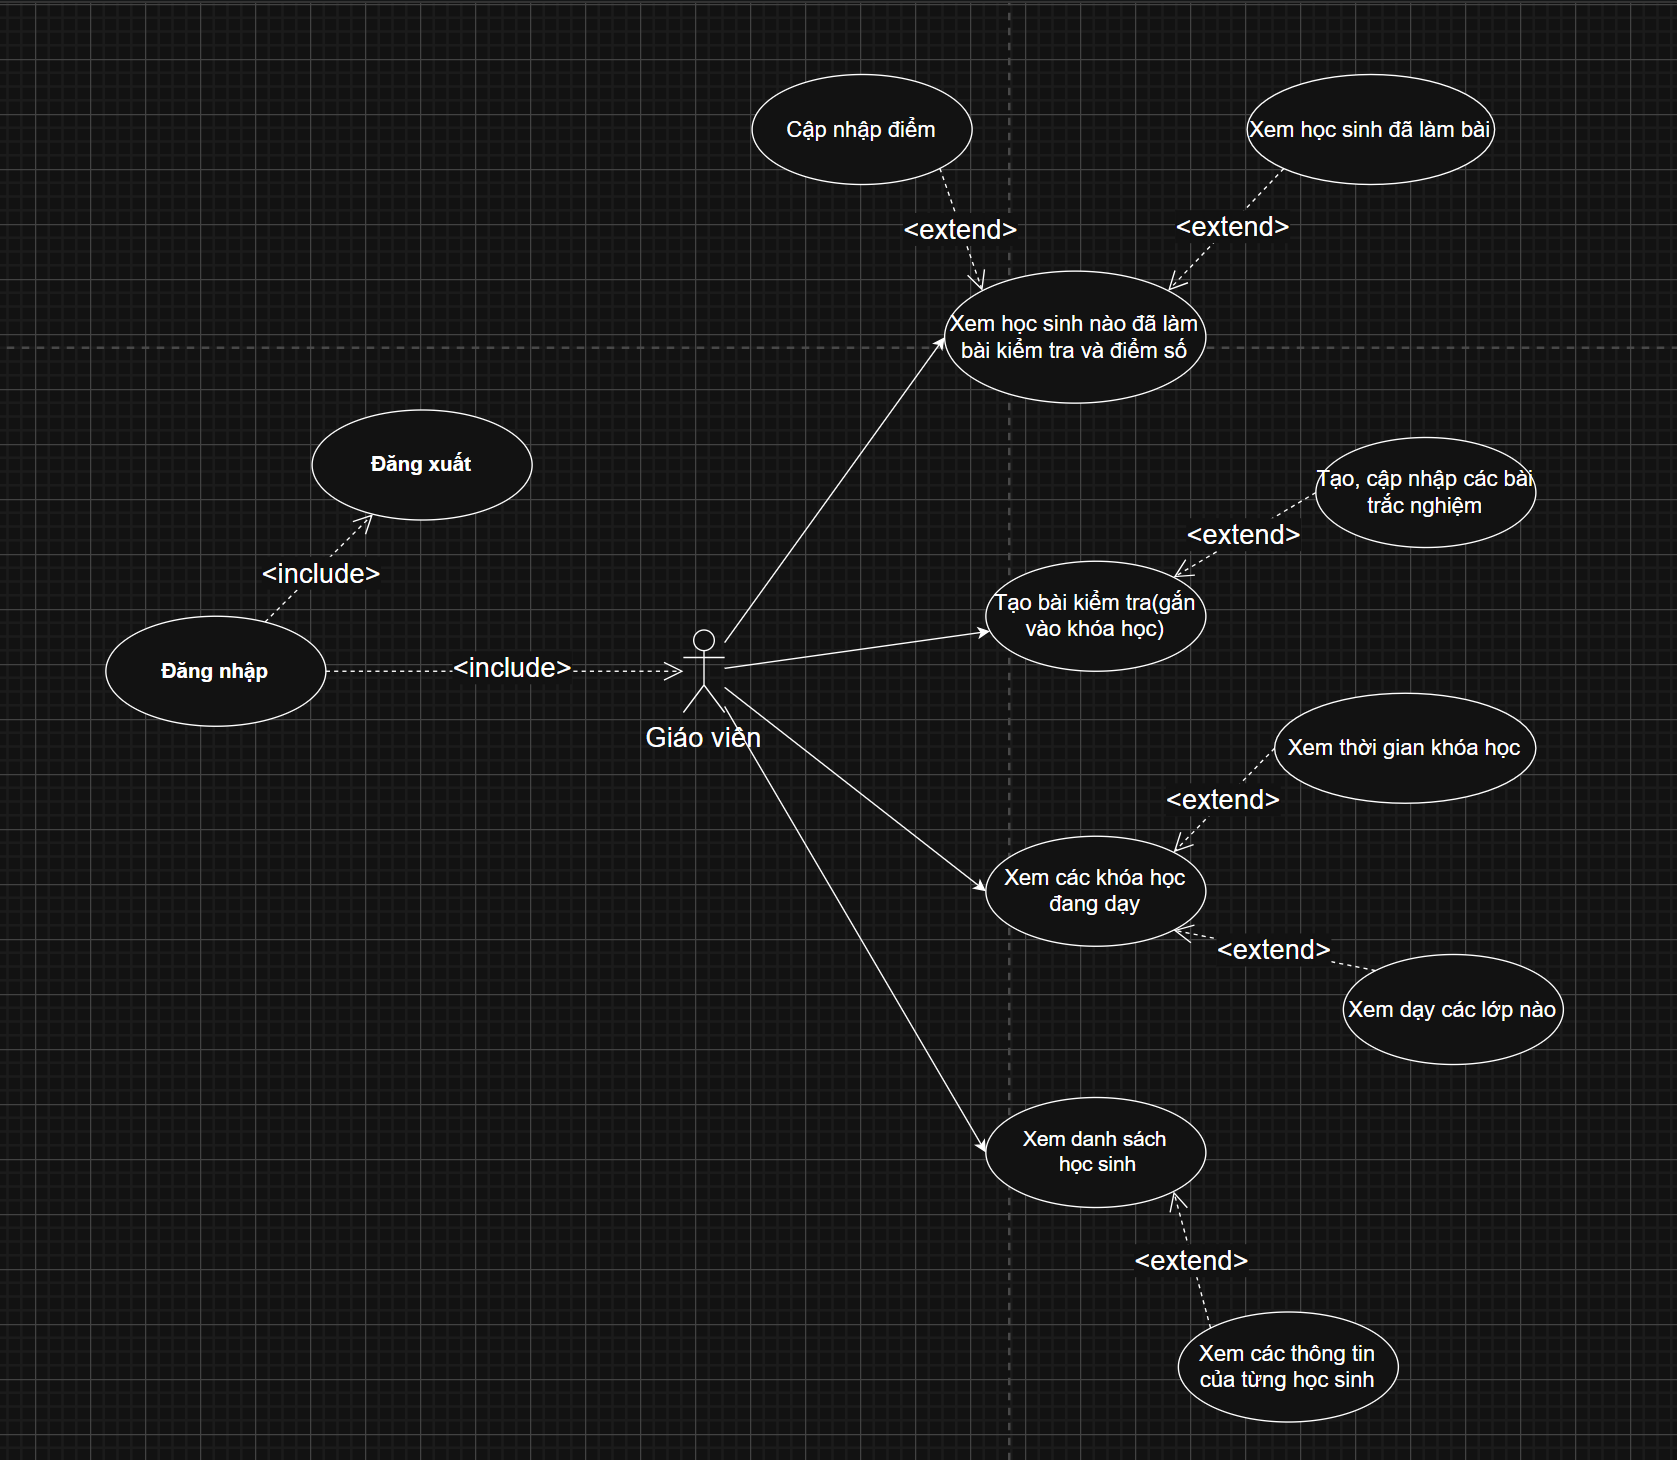 Cập nhập điểm
Xem học sinh đã làm bài
<extend>
<extend>
Xem học sinh nào đã làm
bài kiểm tra và điểm số
Đăng xuất
Tạo, cập nhập các bài
trắc nghiệm
<extend>
<include>
Tạo bài kiểm tra(gắn
vào khóa học)
Đăng nhập
<include>
Giáo viên
Xem thời gian khóa học
<extend>
Xem các khóa học
đang dạy
<extend>
Xem dạy các lớp nào
Xem danh sách
học sinh
<extend>
Xem các thông tin
của từng học sinh